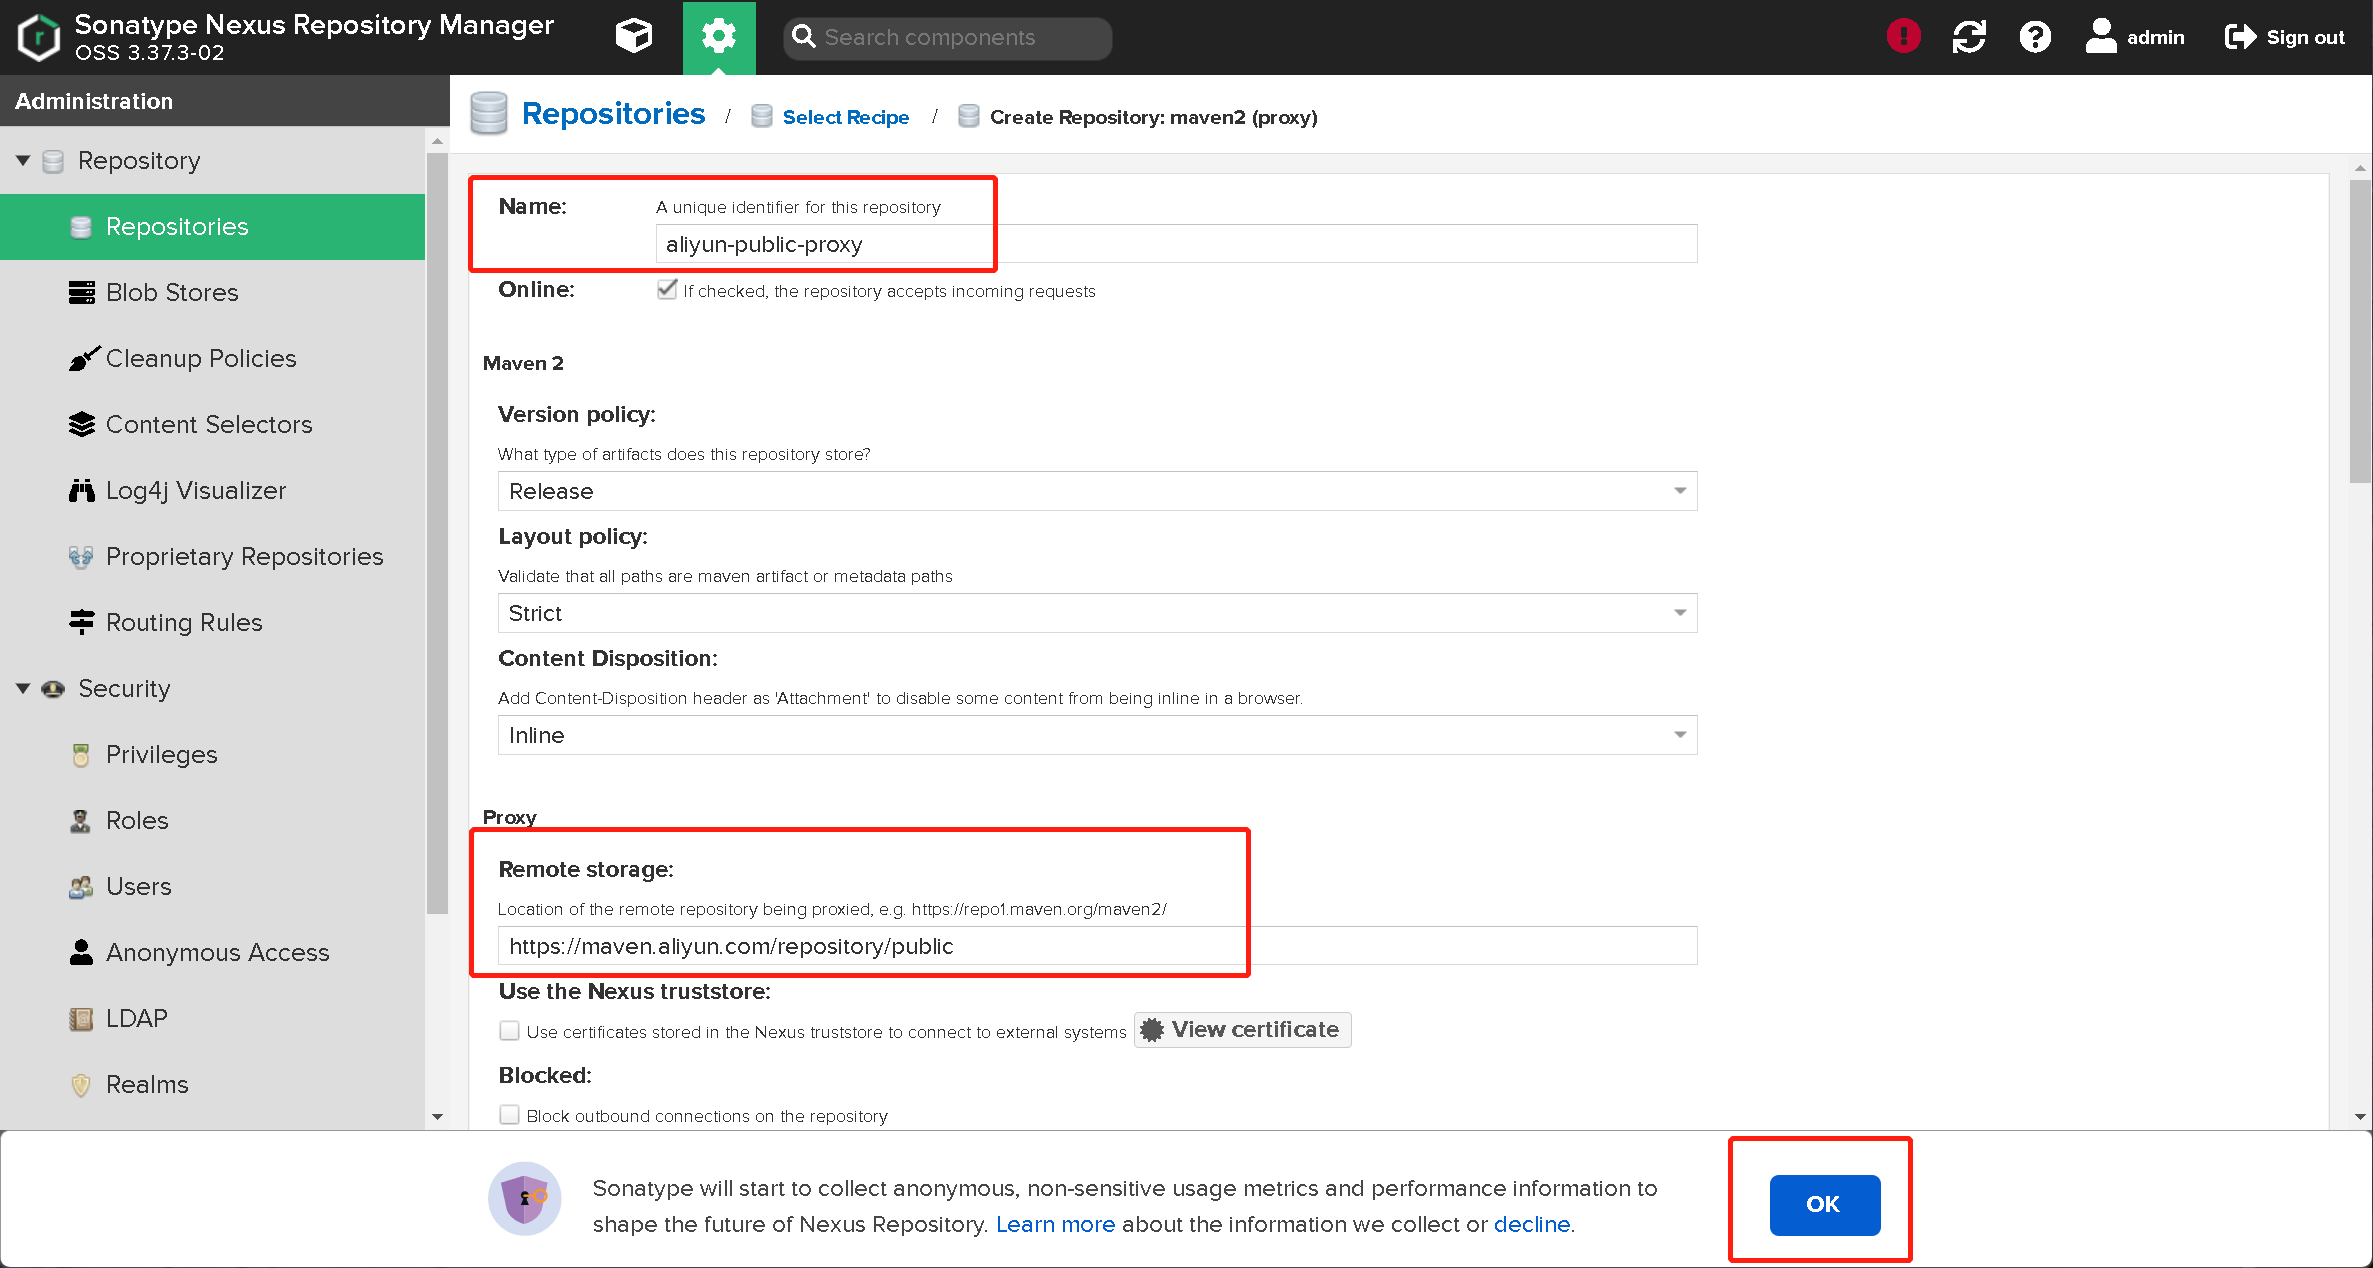 Sonatype Nexus Repository Manager
OSS 3.37.3-02
Search components
admin
Sign out
Administration
Repository
Repositories
Blob Stores
Cleanup Policies
Content Selectors
Log4j Visualizer
Proprietary Repositories
Routing Rules
Security
Privileges
Roles
Users
Anonymous Access
LDAP
Realms
Repositories / Select Recipe / Create Repository: maven2 (proxy)
Name: A unique identifier for this repository
aliyun-public-proxy
Online: If checked, the repository accepts incoming requests
Maven 2
Version policy:
What type of artifacts does this repository store?
Release
Layout policy:
Validate that all paths are maven artifact or metadata paths
Strict
Content Disposition:
Add Content-Disposition header as 'Attachment' to disable some content from being inline in a browser.
Inline
Proxy
Remote storage:
Location of the remote repository being proxied, e.g. https://repo1.maven.org/maven2/
https://maven.aliyun.com/repository/public
Use the Nexus truststore:
Use certificates stored in the Nexus truststore to connect to external systems View certificate
Blocked:
Block outbound connections on the repository
Sonatype will start to collect anonymous, non-sensitive usage metrics and performance information to
shape the future of Nexus Repository. Learn more about the information we collect or decline.
OK